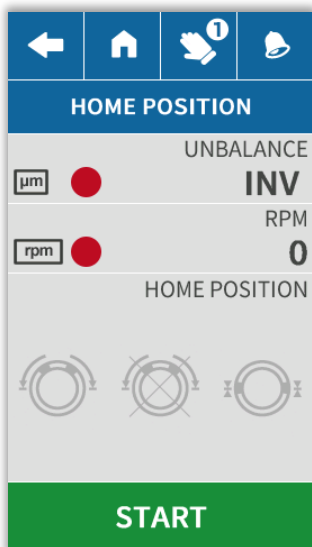 1
HOME POSITION
UNBALANCE
µm
INV
RPM
rpm
0
HOME POSITION
START